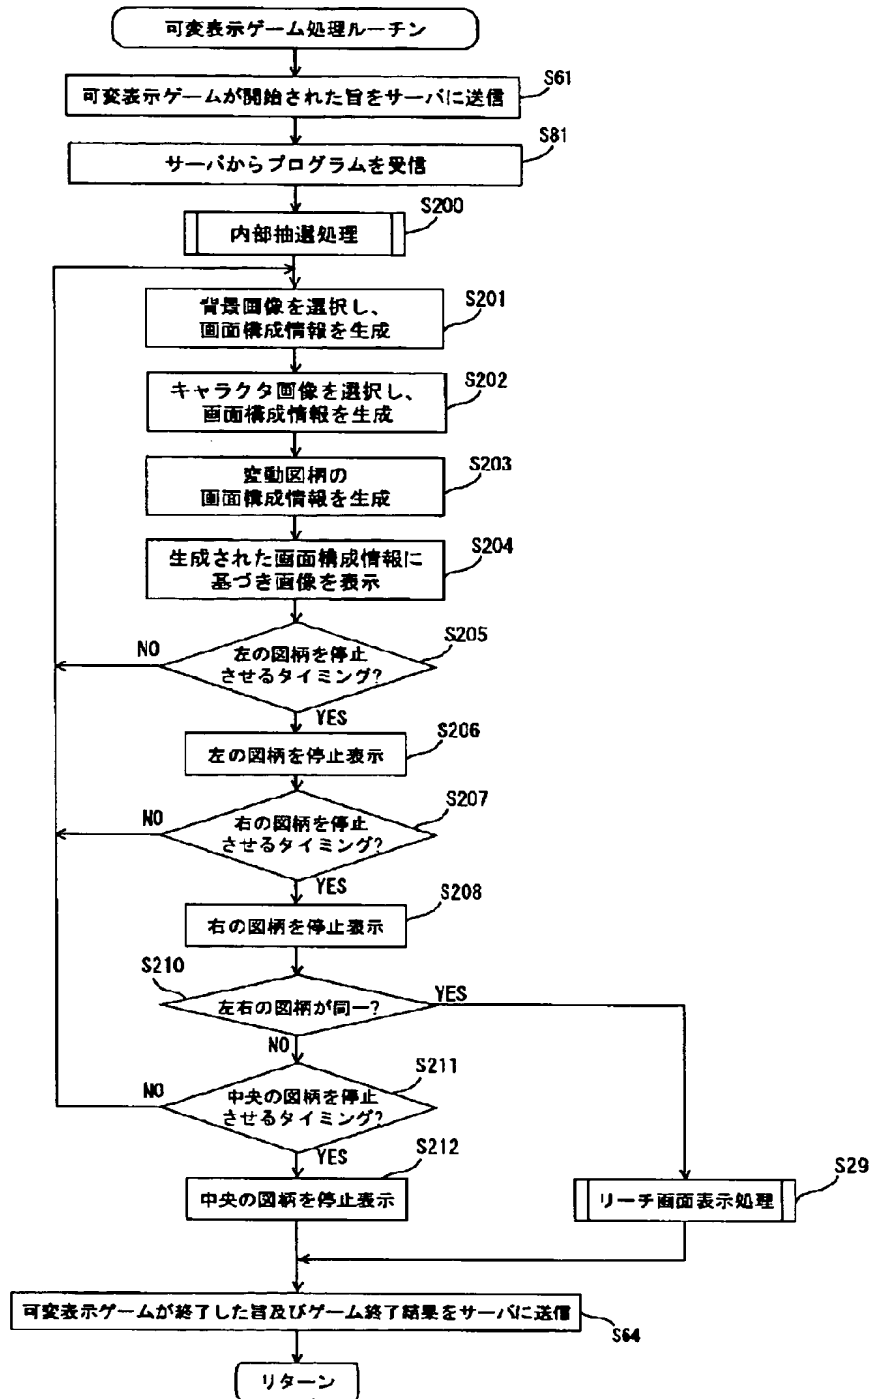 可変表示ゲーム処理ルーチン
S61
可変表示ゲームが開始された旨をサーバに送信
S81
サーバからプログラムを受信
S200
内部抽選処理
S201
背景画像を選択し、
画面構成情報を生成
S202
キャラクタ画像を選択し、
画面構成情報を生成
S203
変動図柄の
画面構成情報を生成
S204
生成された画面構成情報に
基づき画像を表示
S205
NO
左の図柄を停止
させるタイミング?
YES
S206
左の図柄を停止表示
S207
NO
右の図柄を停止
させるタイミング?
YES
S208
右の図柄を停止表示
S210
左右の図柄が同一?
YES
NO
S211
NO
中央の図柄を停止
させるタイミング?
YES
S212
中央の図柄を停止表示
S29
リーチ画面表示処理
可変表示ゲームが終了した旨及びゲーム終了結果をサーバに送信
S64
リターン